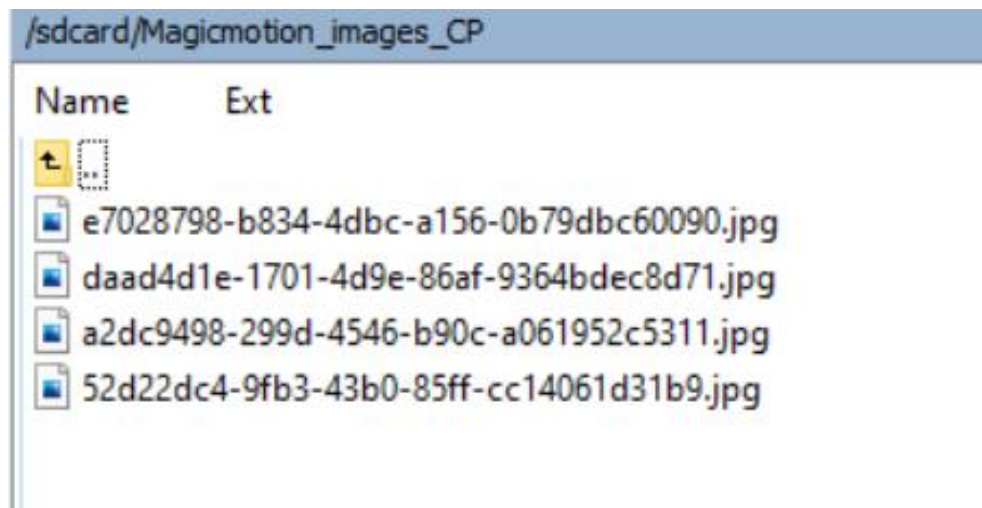 /sdcard/Magicmotion_images_CP
Name Ext
..
e7028798-b834-4dbc-a156-0b79dbc60090.jpg
daad4d1e-1701-4d9e-86af-9364bdec8d71.jpg
a2dc9498-299d-4546-b90c-a061952c5311.jpg
52d22dc4-9fb3-43b0-85ff-cc14061d31b9.jpg